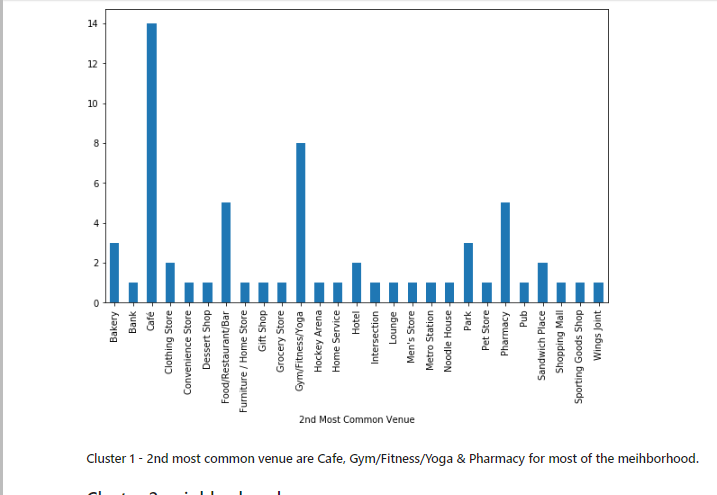 14
12
10
8
6
4
2
0
Bakery
Bank
Café
Clothing Store
Convenience Store
Dessert Shop
Food/Restaurant/Bar
Furniture / Home Store
Gift Shop
Grocery Store
Gym/Fitness/Yoga
Hockey Arena
Home Service
Hotel
Intersection
Lounge
Men's Store
Metro Station
Noodle House
Park
Pet Store
Pharmacy
Pub
Sandwich Place
Shopping Mall
Sporting Goods Shop
Wings Joint
2nd Most Common Venue
Cluster 1 - 2nd most common venue are Cafe, Gym/Fitness/Yoga & Pharmacy for most of the meihborhood.